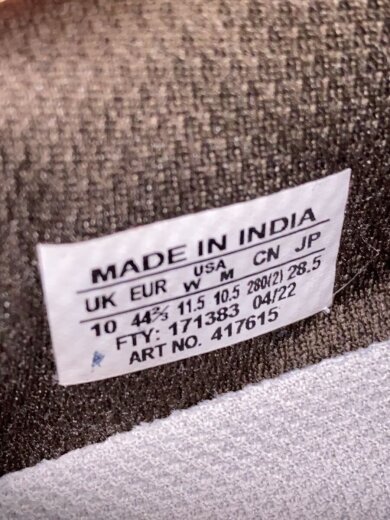 MADE IN INDIA
USA
UK EUR W M CN JP
10 44⅔ 11.5 10.5 280(2) 28.5
FTY: 171383 04/22
ART NO. 417615